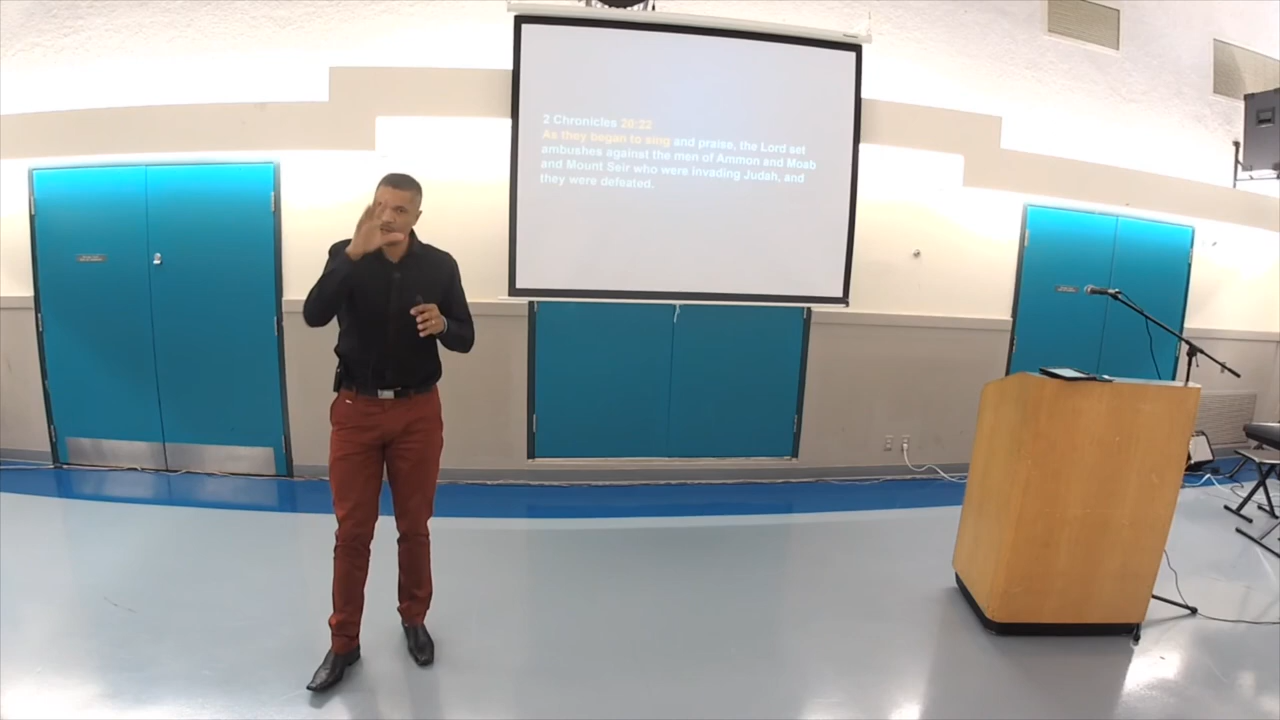 2 Chronicles 20:22
As they began to sing and praise, the Lord set
ambushes against the men of Ammon and Moab
and Mount Seir who were invading Judah, and
they were defeated.